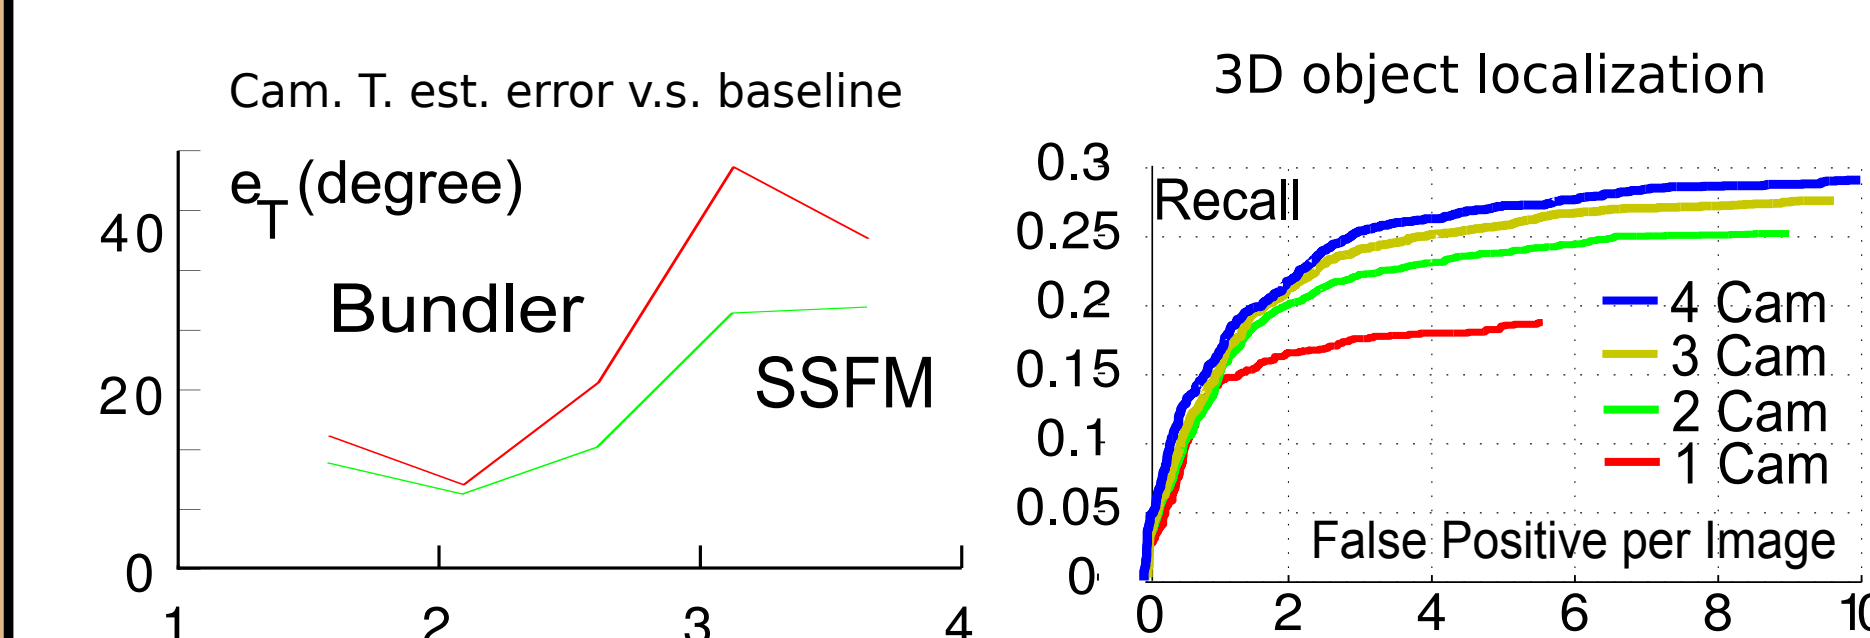 Cam. T. est. error v.s. baseline
e_T (degree)
40
Bundler
20
SSFM
0
1 2 3 4
3D object localization
0.3
Recall
0.25
0.2
4 Cam
0.15
3 Cam
2 Cam
0.1
1 Cam
0.05
False Positive per Image
0
0 2 4 6 8 10